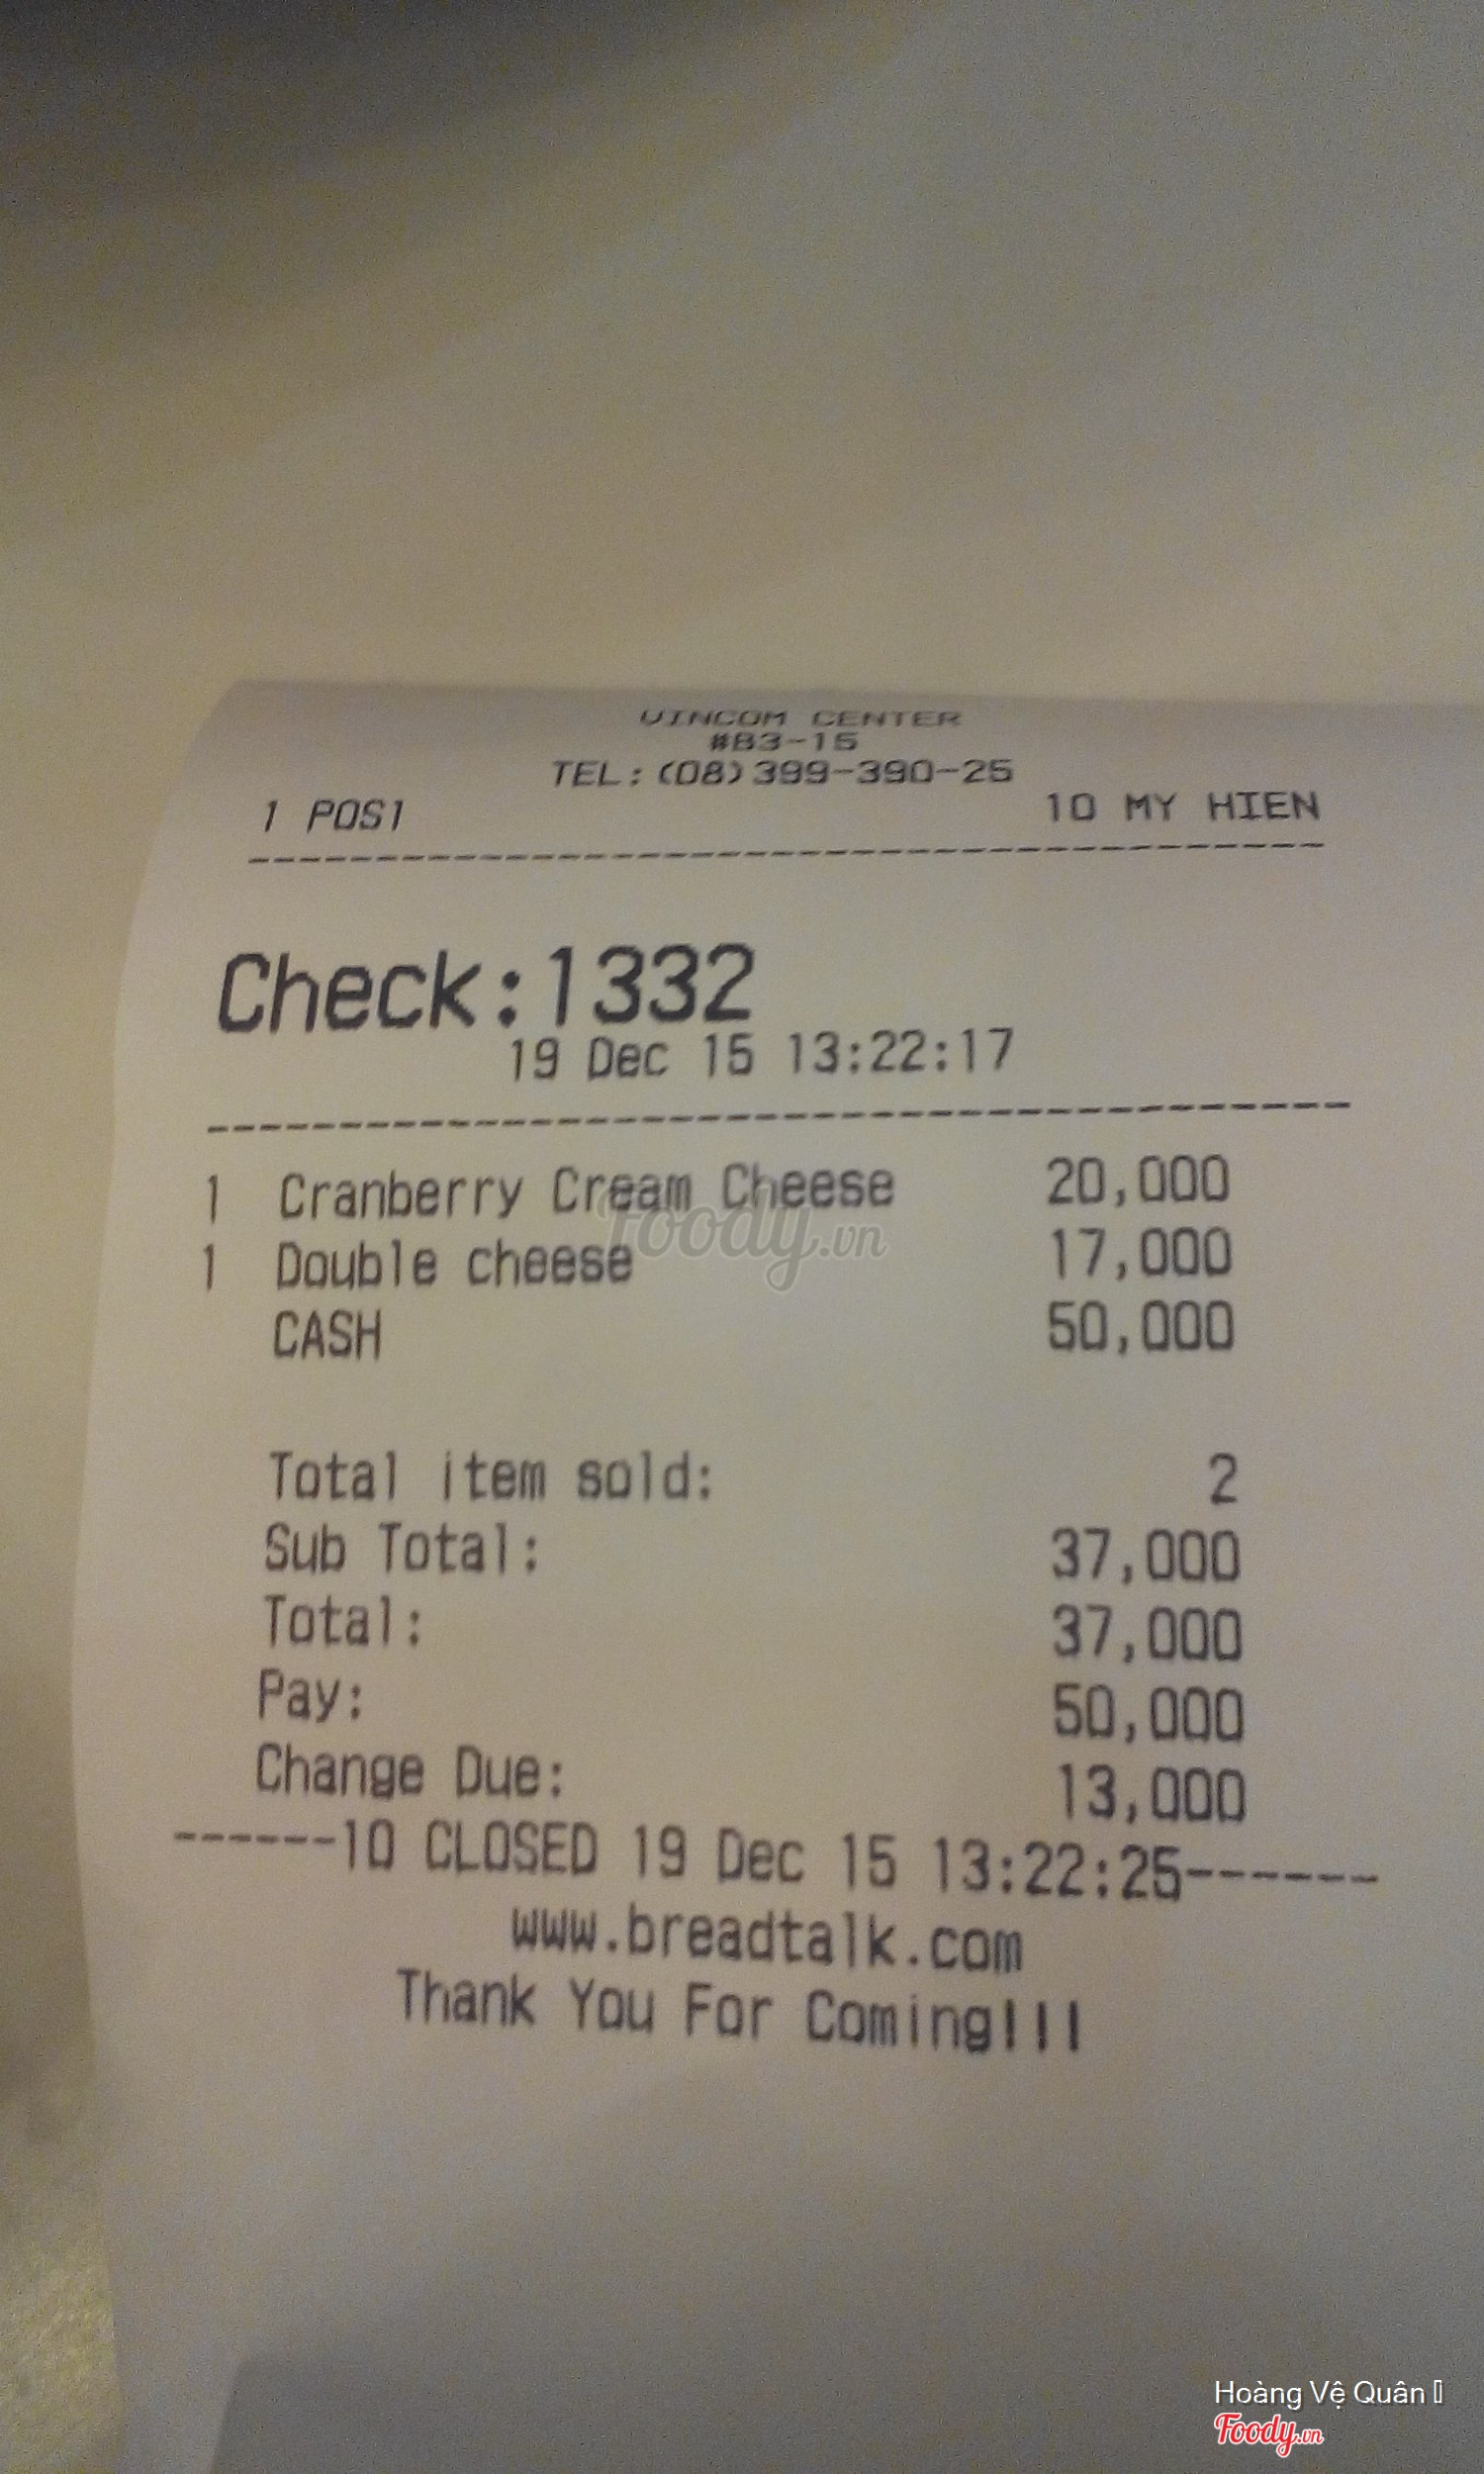 VINCOM CENTER
#B3-15
TEL:(08)399-390-25
1 POS1 10 MY HIEN
Check:1332
19 Dec 15 13:22:17
1 Cranberry Cream Cheese 20,000
1 Double cheese 17,000
CASH 50,000
Foody.vn
Total item sold: 2
Sub Total: 37,000
Total: 37,000
Pay: 50,000
Change Due: 13,000
------10 CLOSED 19 Dec 15 13:22:25------
www.breadtalk.com
Thank You For Coming!!!
Hoàng Vệ Quân
Foody.vn